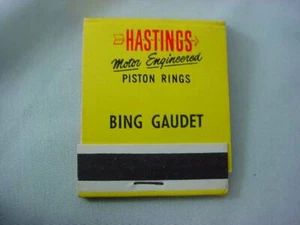 HASTINGS
Motor Engineered
PISTON RINGS
BING GAUDET